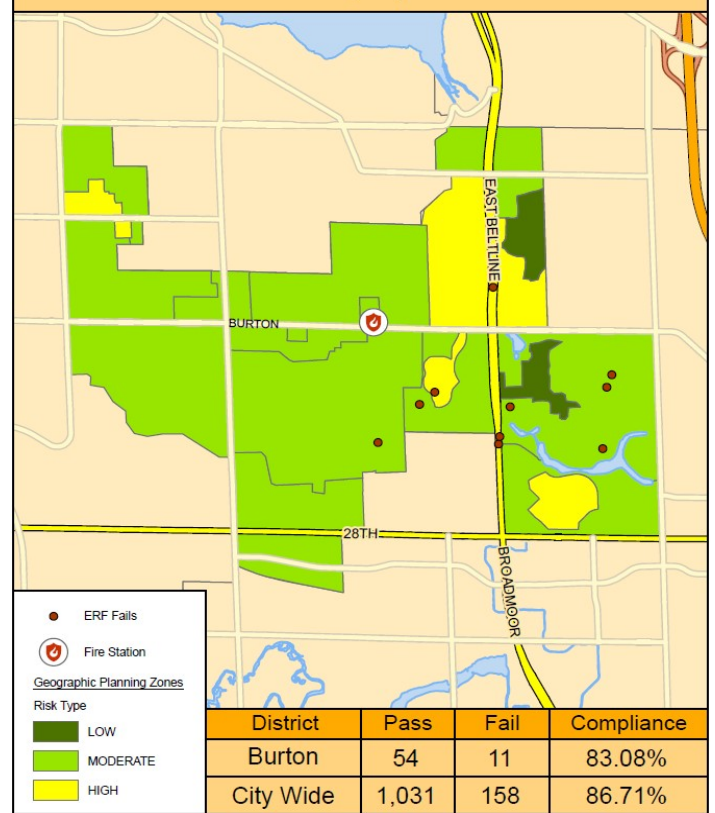 EAST BELTLINE
BURTON
28TH
BROADMOOR
ERF Fails
Fire Station
Geographic Planning Zones
Risk Type
LOW
MODERATE
HIGH
District Pass Fail Compliance
Burton 54 11 83.08%
City Wide 1,031 158 86.71%